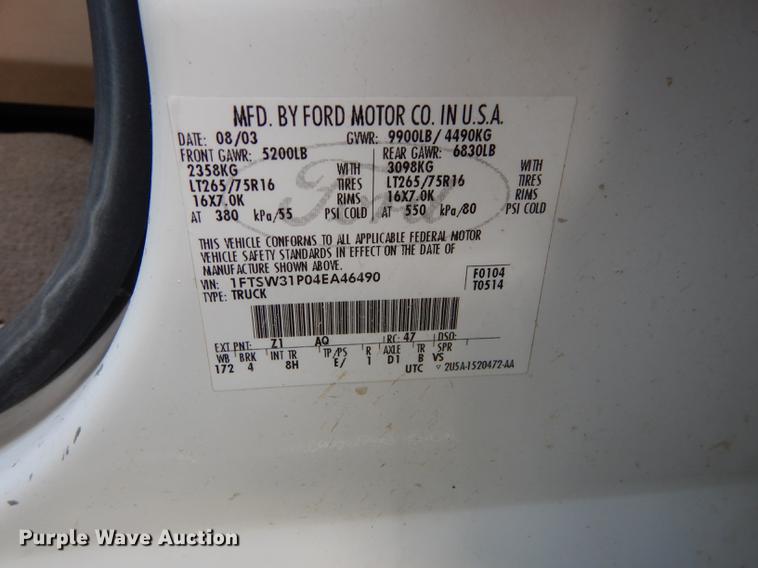 MFD. BY FORD MOTOR CO. IN U.S.A.
DATE: 08/03 GVWR: 9900LB/ 4490KG
FRONT GAWR: 5200LB REAR GAWR: 6830LB
2358KG WITH 3098KG WITH
LT265/75R16 TIRES LT265/75R16 TIRES
16X7.0K RIMS 16X7.0K RIMS
AT 380 kPa/55 PSI COLD AT 550 kPa/80 PSI COLD
Ford
THIS VEHICLE CONFORMS TO ALL APPLICABLE FEDERAL MOTOR
VEHICLE SAFETY STANDARDS IN EFFECT ON THE DATE OF
MANUFACTURE SHOWN ABOVE.
VIN: 1FTSW31P04EA46490 F0104
TYPE: TRUCK T0514
EXT PNT: Z1 AQ RC: 47 DSO:
WB BRK INT TR TP/PS R AXLE TR SPR
172 4 8H E/ 1 D1 B VS
UTC ▽ 2U5A-1520472-AA
Purple Wave Auction